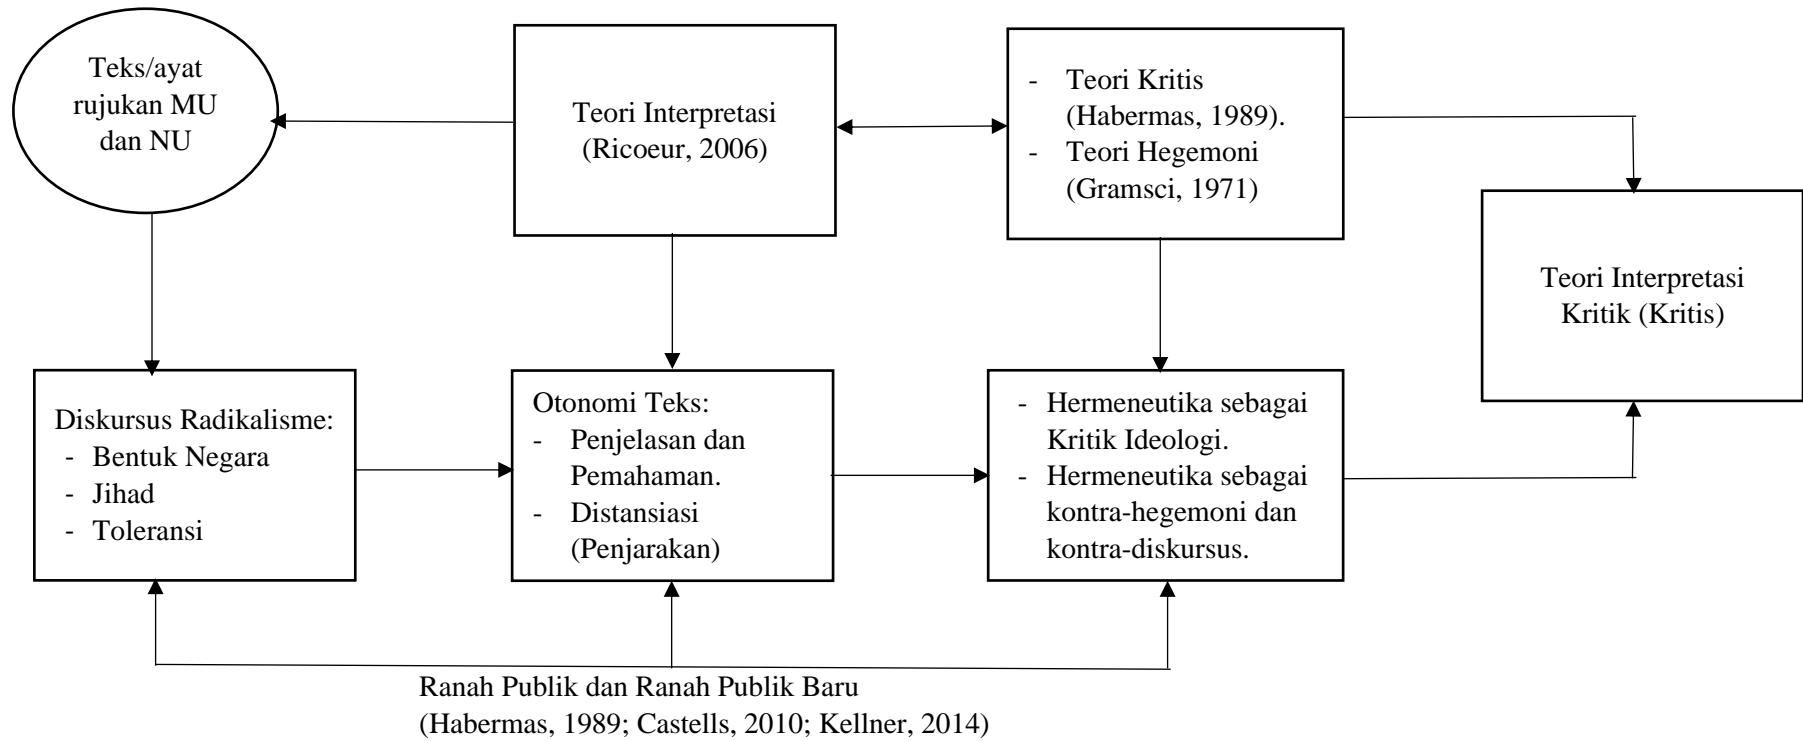 Teks/ayat
rujukan MU
dan NU
Teori Interpretasi
(Ricoeur, 2006)
- Teori Kritis
(Habermas, 1989).
- Teori Hegemoni
(Gramsci, 1971)
Teori Interpretasi
Kritik (Kritis)
Diskursus Radikalisme:
- Bentuk Negara
- Jihad
- Toleransi
Otonomi Teks:
- Penjelasan dan
Pemahaman.
- Distansiasi
(Penjarakan)
- Hermeneutika sebagai
Kritik Ideologi.
- Hermeneutika sebagai
kontra-hegemoni dan
kontra-diskursus.
Ranah Publik dan Ranah Publik Baru
(Habermas, 1989; Castells, 2010; Kellner, 2014)